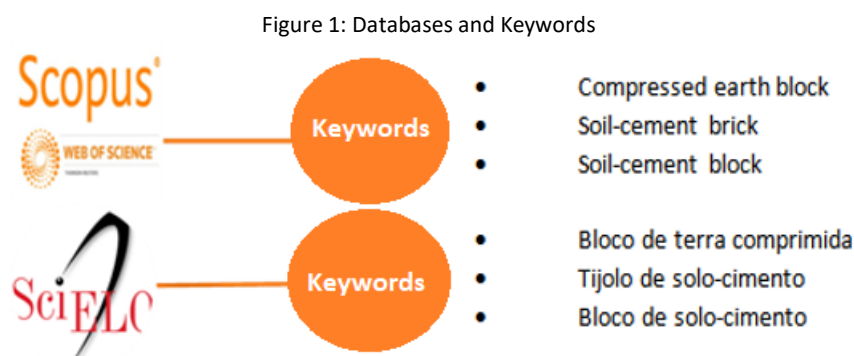 Figure 1: Databases and Keywords
Scopus®
WEB OF SCIENCE
Keywords
• Compressed earth block
• Soil-cement brick
• Soil-cement block
SciELO
Keywords
• Bloco de terra comprimida
• Tijolo de solo-cimento
• Bloco de solo-cimento